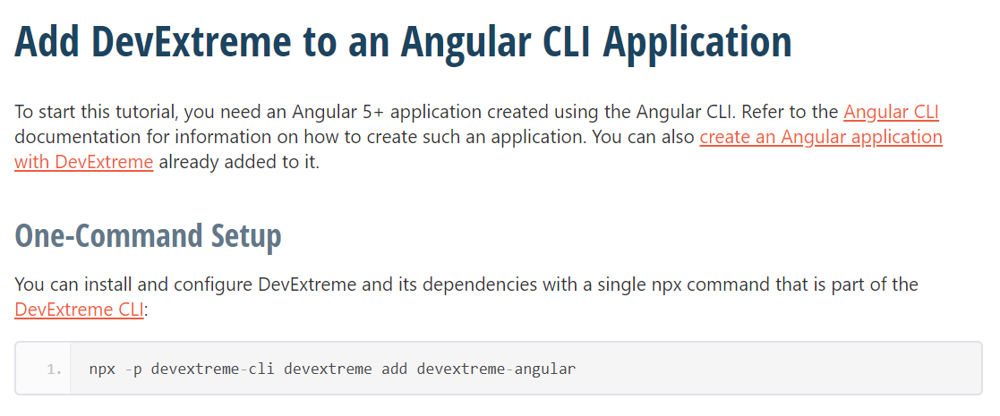 Add DevExtreme to an Angular CLI Application
To start this tutorial, you need an Angular 5+ application created using the Angular CLI. Refer to the Angular CLI
documentation for information on how to create such an application. You can also create an Angular application
with DevExtreme already added to it.
One-Command Setup
You can install and configure DevExtreme and its dependencies with a single npx command that is part of the
DevExtreme CLI:
1. npx -p devextreme-cli devextreme add devextreme-angular